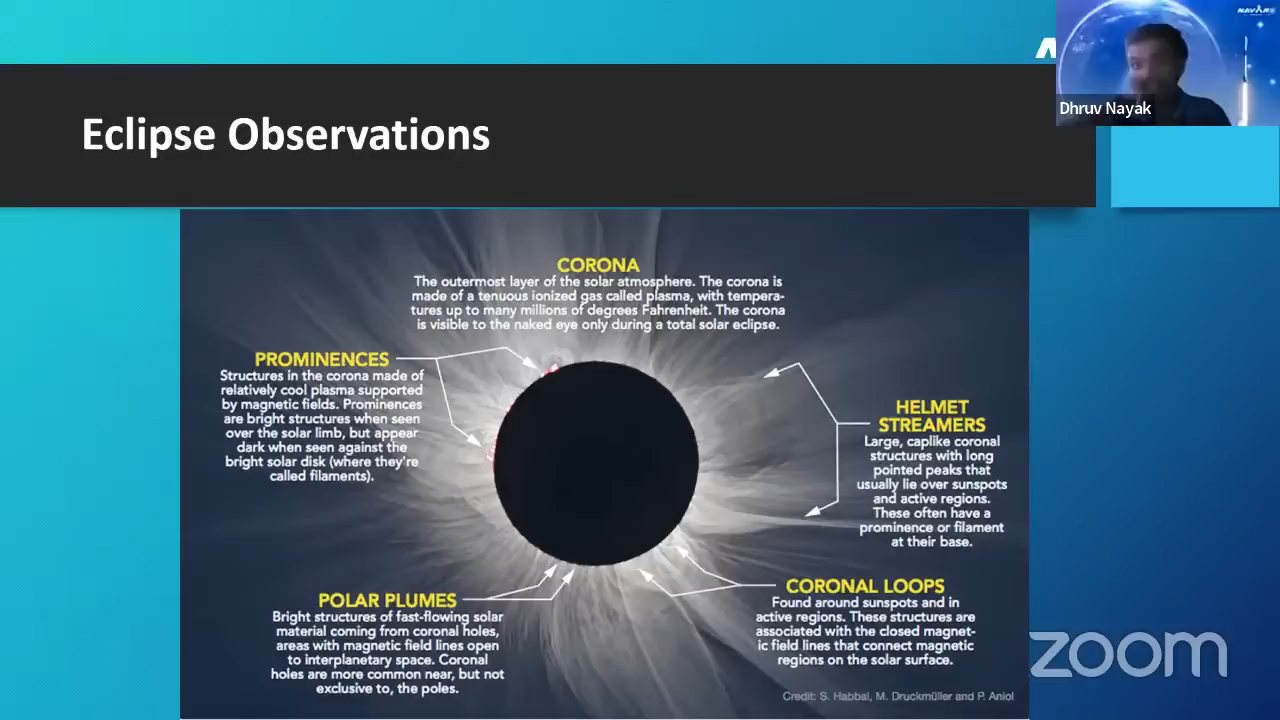 NAVARS
Dhruv Nayak
Eclipse Observations
CORONA
The outermost layer of the solar atmosphere. The corona is
made of a tenuous ionized gas called plasma, with tempera-
tures up to many millions of degrees Fahrenheit. The corona
is visible to the naked eye only during a total solar eclipse.
PROMINENCES
Structures in the corona made of
relatively cool plasma supported
by magnetic fields. Prominences
are bright structures when seen
over the solar limb, but appear
dark when seen against the
bright solar disk (where they're
called filaments).
HELMET
STREAMERS
Large, caplike coronal
structures with long
pointed peaks that
usually lie over sunspots
and active regions.
These often have a
prominence or filament
at their base.
POLAR PLUMES
Bright structures of fast-flowing solar
material coming from coronal holes,
areas with magnetic field lines open
to interplanetary space. Coronal
holes are more common near, but not
exclusive to, the poles.
CORONAL LOOPS
Found around sunspots and in
active regions. These structures are
associated with the closed magnet-
ic field lines that connect magnetic
regions on the solar surface.
Credit: S. Habbal, M. Druckmüller and P. Aniol
zoom